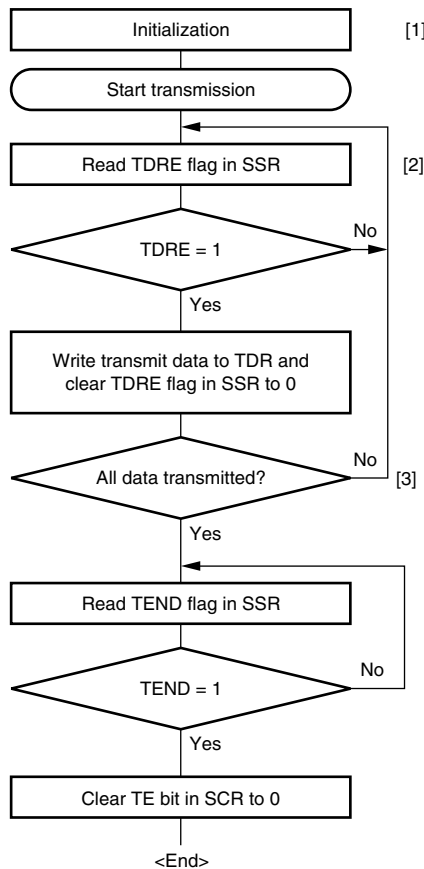 Initialization [1]
Start transmission
Read TDRE flag in SSR [2]
TDRE = 1
No
Yes
Write transmit data to TDR and
clear TDRE flag in SSR to 0
All data transmitted?
No
[3]
Yes
Read TEND flag in SSR
TEND = 1
No
Yes
Clear TE bit in SCR to 0
<End>